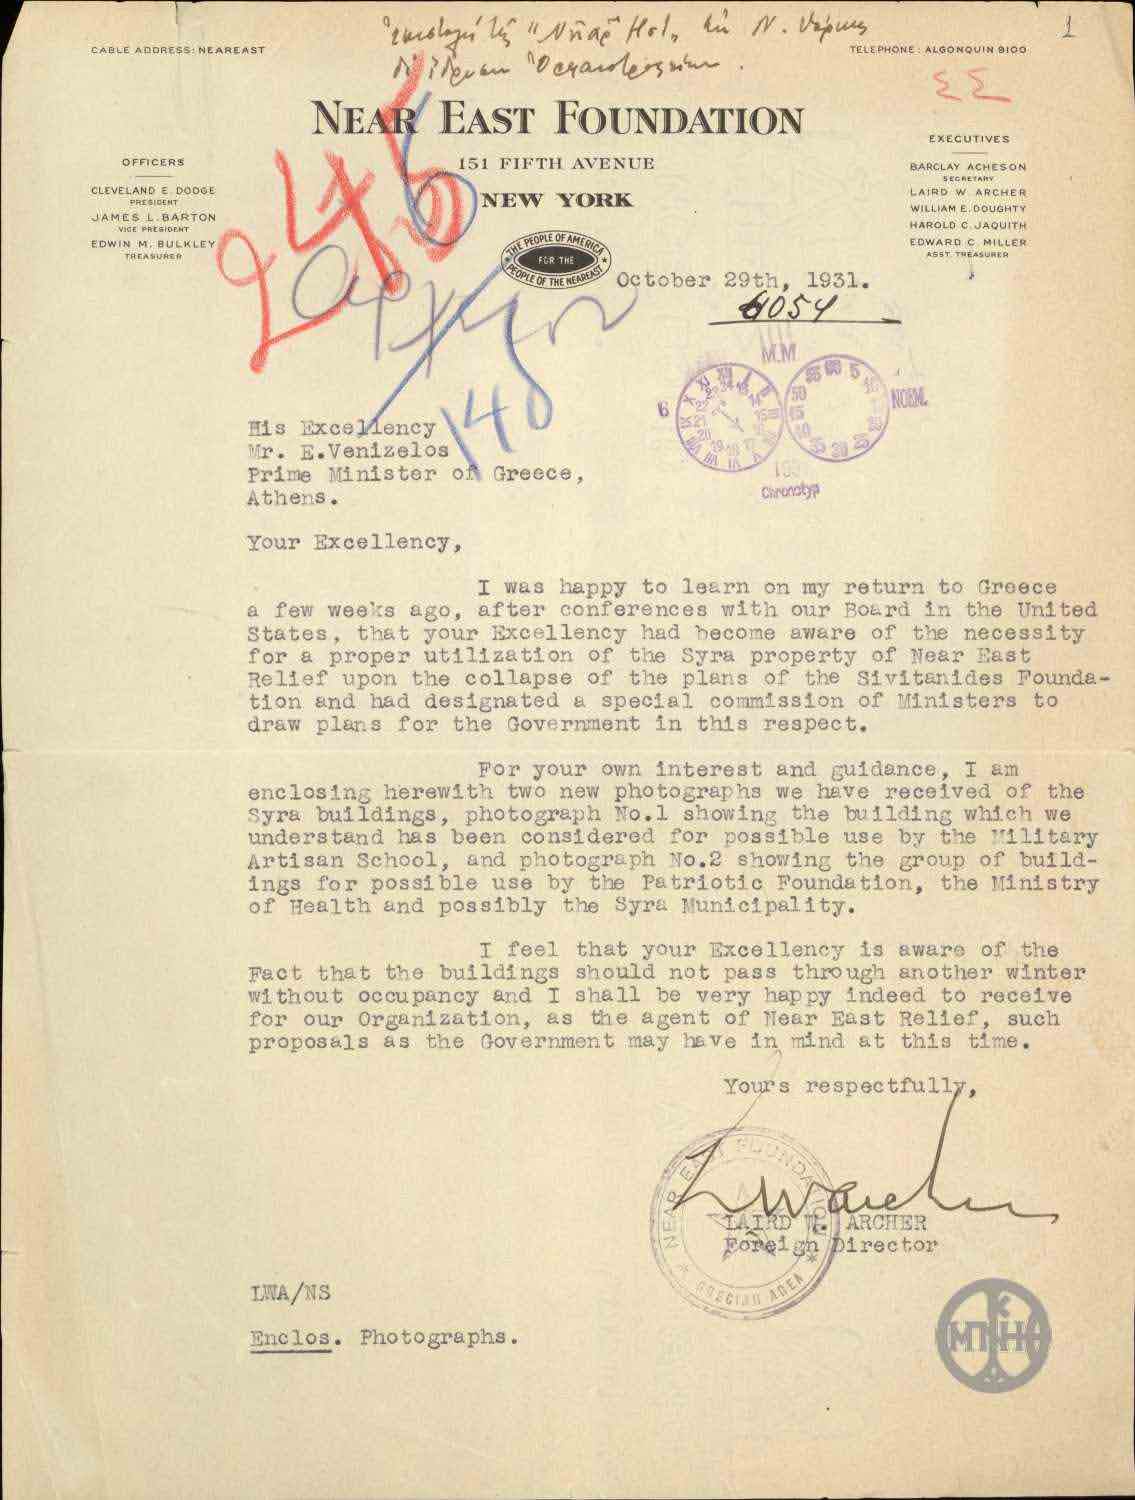 1
CABLE ADDRESS: NEAREAST
TELEPHONE: ALGONQUIN 9100
ΣΣ
NEAR EAST FOUNDATION
151 FIFTH AVENUE
NEW YORK
OFFICERS
CLEVELAND E. DODGE
PRESIDENT
JAMES L. BARTON
VICE PRESIDENT
EDWIN M. BULKLEY
TREASURER
EXECUTIVES
BARCLAY ACHESON
SECRETARY
LAIRD W. ARCHER
WILLIAM E. DOUGHTY
HAROLD C. JAQUITH
EDWARD C. MILLER
ASST. TREASURER
THE PEOPLE OF AMERICA
FOR THE
PEOPLE OF THE NEAREAST
245
6
October 29th, 1931.
4054
140
M.M.
6
ΝΟΕΜ.
Chronotyp
His Excellency
Mr. E.Venizelos
Prime Minister of Greece,
Athens.
Your Excellency,
I was happy to learn on my return to Greece
a few weeks ago, after conferences with our Board in the United
States, that your Excellency had become aware of the necessity
for a proper utilization of the Syra property of Near East
Relief upon the collapse of the plans of the Sivitanides Founda-
tion and had designated a special commission of Ministers to
draw plans for the Government in this respect.
For your own interest and guidance, I am
enclosing herewith two new photographs we have received of the
Syra buildings, photograph No.1 showing the building which we
understand has been considered for possible use by the Military
Artisan School, and photograph No.2 showing the group of build-
ings for possible use by the Patriotic Foundation, the Ministry
of Health and possibly the Syra Municipality.
I feel that your Excellency is aware of the
Fact that the buildings should not pass through another winter
without occupancy and I shall be very happy indeed to receive
for our Organization, as the agent of Near East Relief, such
proposals as the Government may have in mind at this time.
Yours respectfully,
L W Archer
NEAR EAST FOUNDATION
GRECIAN AREA
LAIRD W. ARCHER
Foreign Director
LWA/NS
Enclos. Photographs.